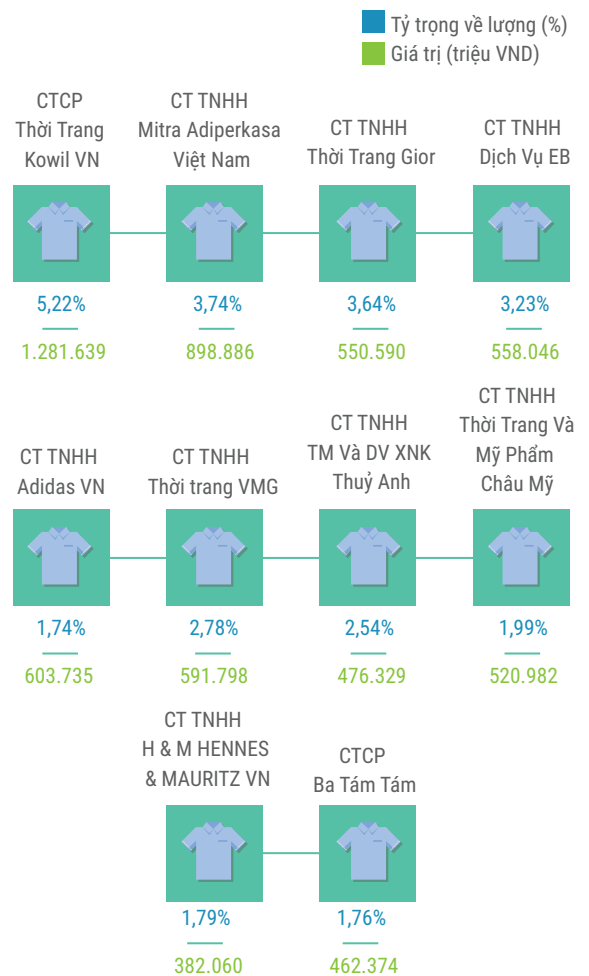 Tỷ trọng về lượng (%)
Giá trị (triệu VND)
CTCP
Thời Trang
Kowil VN
5,22%
1.281.639
CT TNHH
Mitra Adiperkasa
Việt Nam
3,74%
898.886
CT TNHH
Thời Trang Gior
3,64%
550.590
CT TNHH
Dịch Vụ EB
3,23%
558.046
CT TNHH
Adidas VN
1,74%
603.735
CT TNHH
Thời trang VMG
2,78%
591.798
CT TNHH
TM Và DV XNK
Thuỷ Anh
2,54%
476.329
CT TNHH
Thời Trang Và
Mỹ Phẩm
Châu Mỹ
1,99%
520.982
CT TNHH
H & M HENNES
& MAURITZ VN
1,79%
382.060
CTCP
Ba Tám Tám
1,76%
462.374